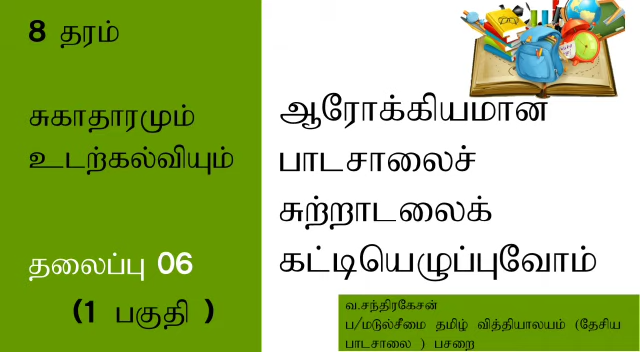 8 தரம்
சுகாதாரமும்
உடற்கல்வியும்
தலைப்பு 06
(1 பகுதி )
ஆரோக்கியமான
பாடசாலைச்
சுற்றாடலைக்
கட்டியெழுப்புவோம்
வ.சந்திரகேசன்
ப/மடுல்சீமை தமிழ் வித்தியாலயம் (தேசிய
பாடசாலை ) பசறை